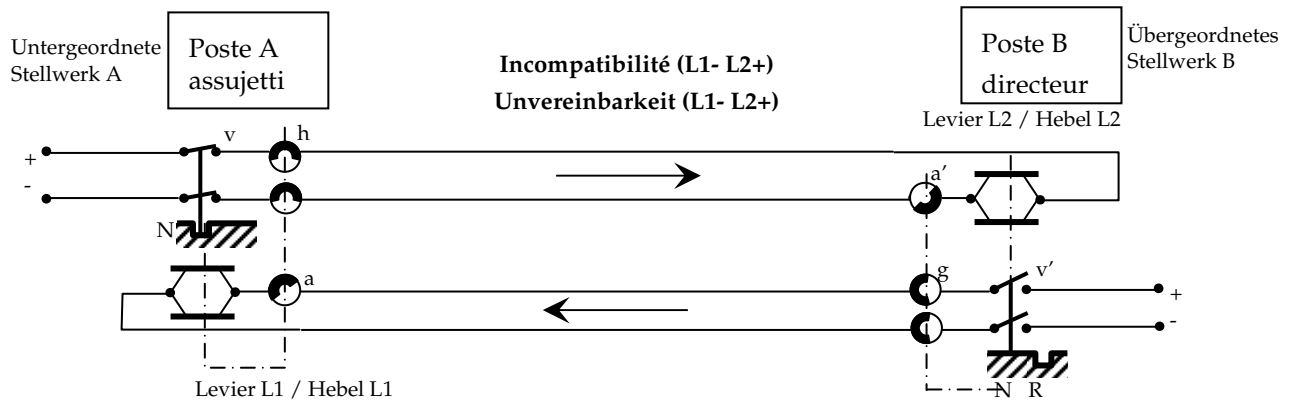 Untergeordnete
Stellwerk A
Poste A
assujetti
Incompatibilité (L1- L2+)
Unvereinbarkeit (L1- L2+)
Poste B
directeur
Übergeordnetes
Stellwerk B
Levier L2 / Hebel L2
v
h
+
-
a'
N
a
g
v'
+
-
Levier L1 / Hebel L1
N R